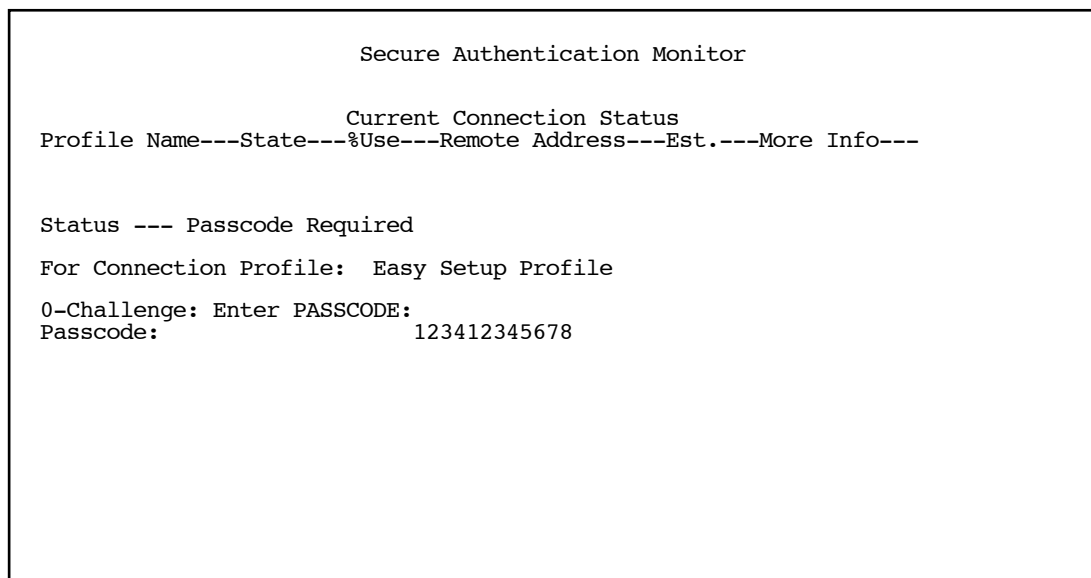 Secure Authentication Monitor
Current Connection Status
Profile Name---State---%Use---Remote Address---Est.---More Info---
Status --- Passcode Required
For Connection Profile:  Easy Setup Profile
0-Challenge: Enter PASSCODE:
Passcode:                   123412345678